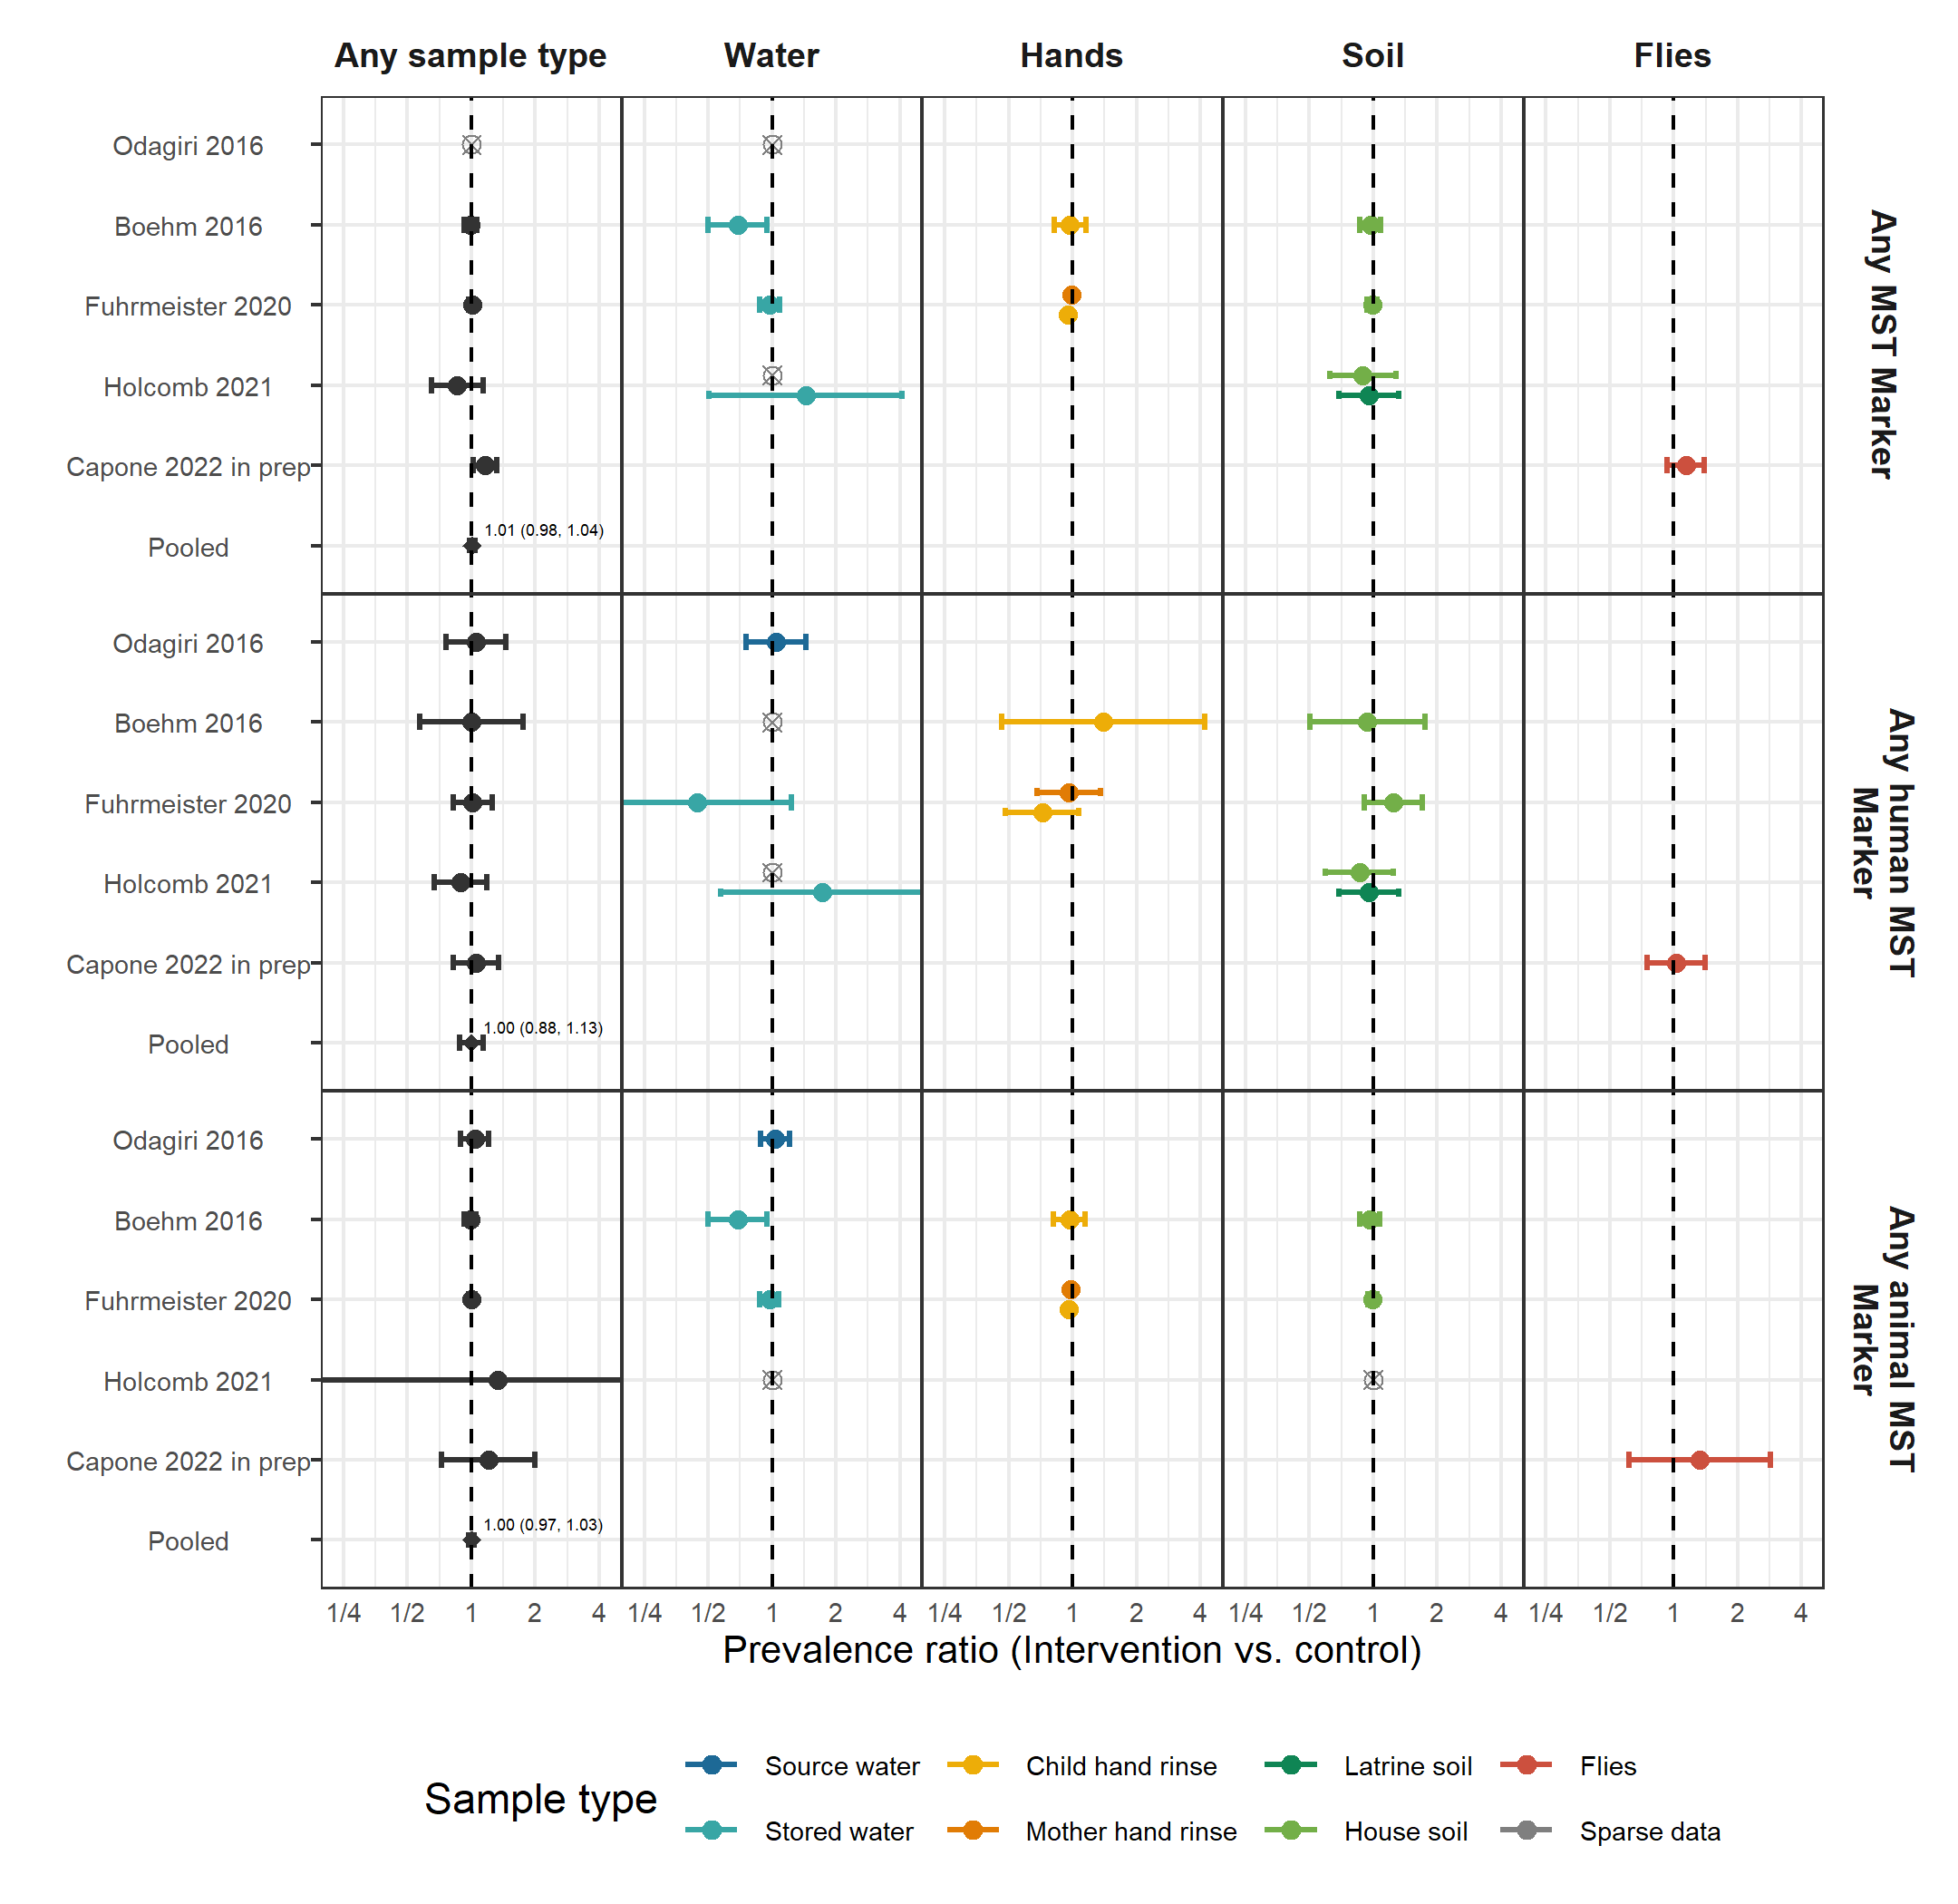 Any sample type
Water
Hands
Soil
Flies
Odagiri 2016
Boehm 2016
Fuhrmeister 2020
Holcomb 2021
Capone 2022 in prep
Pooled
1.01 (0.98, 1.04)
Any MST Marker
Odagiri 2016
Boehm 2016
Fuhrmeister 2020
Holcomb 2021
Capone 2022 in prep
Pooled
1.00 (0.88, 1.13)
Any human MST
Marker
Odagiri 2016
Boehm 2016
Fuhrmeister 2020
Holcomb 2021
Capone 2022 in prep
Pooled
1.00 (0.97, 1.03)
Any animal MST
Marker
1/4 1/2 1 2 4 1/4 1/2 1 2 4 1/4 1/2 1 2 4 1/4 1/2 1 2 4 1/4 1/2 1 2 4
Prevalence ratio (Intervention vs. control)
Sample type
Source water
Child hand rinse
Latrine soil
Flies
Stored water
Mother hand rinse
House soil
Sparse data